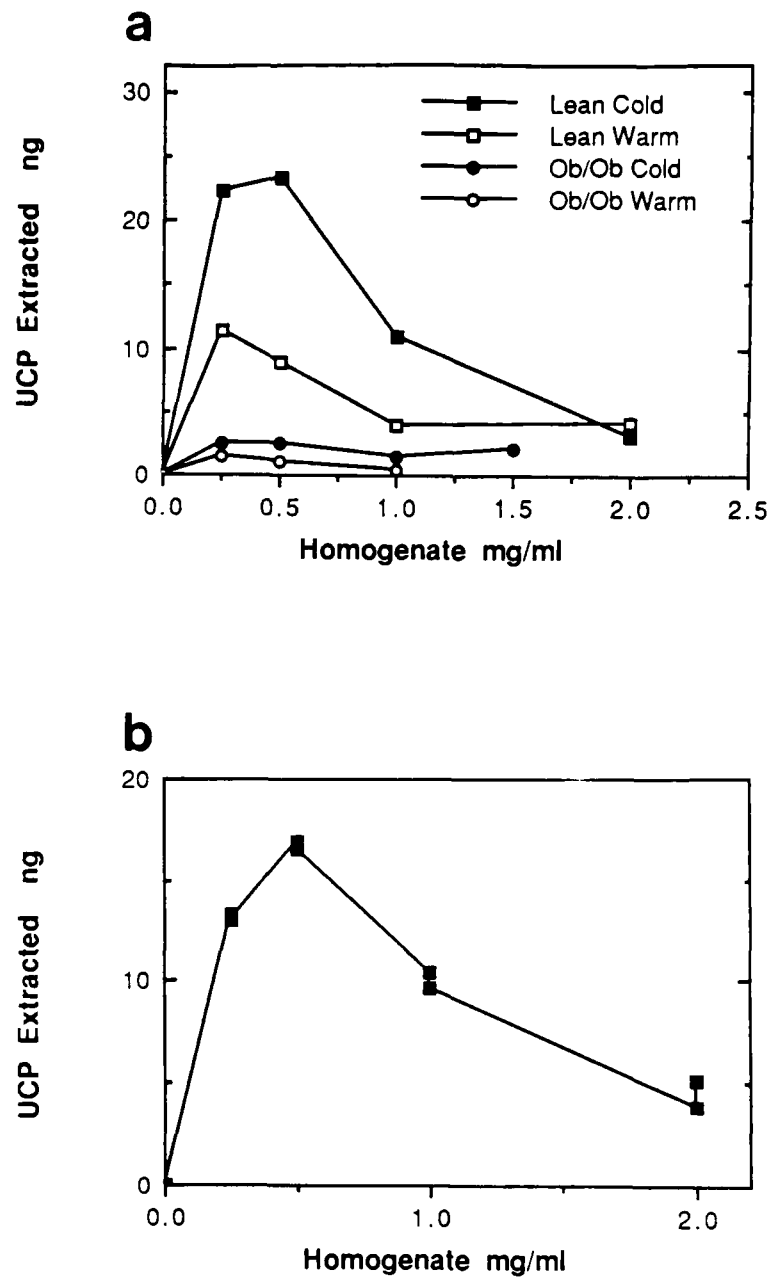 a
UCP Extracted ng
30
20
10
0
0.0 0.5 1.0 1.5 2.0 2.5
Homogenate mg/ml
Lean Cold
Lean Warm
Ob/Ob Cold
Ob/Ob Warm
b
UCP Extracted ng
20
10
0
0.0 1.0 2.0
Homogenate mg/ml